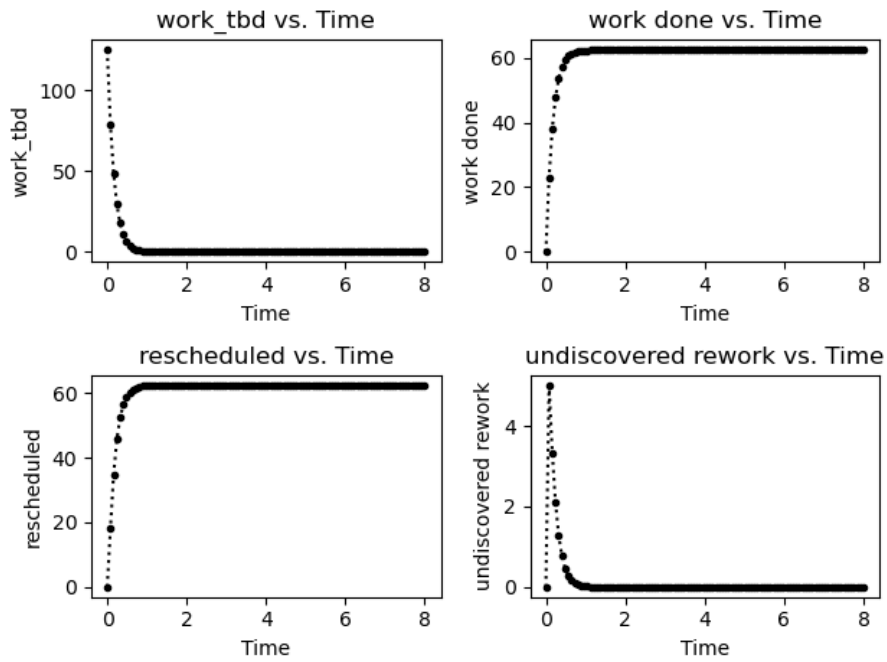 work_tbd vs. Time
work_tbd
100
50
0
0 2 4 6 8
Time
work done vs. Time
work done
60
40
20
0
0 2 4 6 8
Time
rescheduled vs. Time
rescheduled
60
40
20
0
0 2 4 6 8
Time
undiscovered rework vs. Time
undiscovered rework
4
2
0
0 2 4 6 8
Time